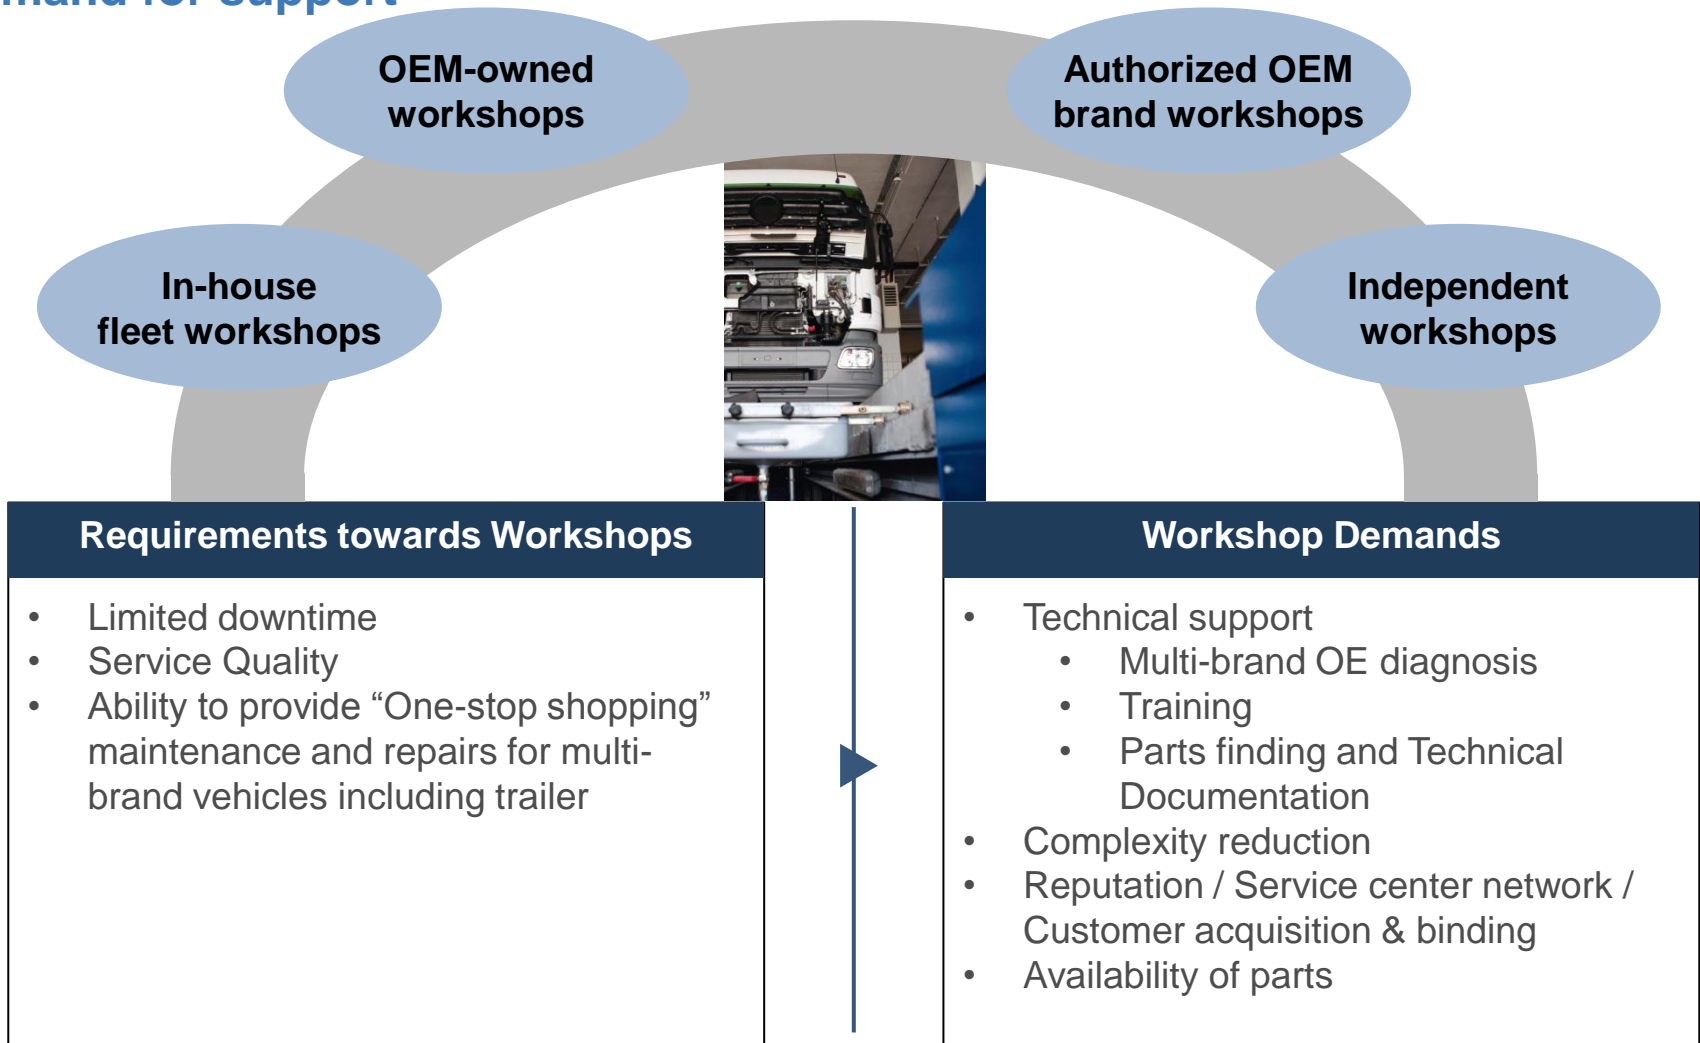 for support
OEM-owned
workshops
Authorized OEM
brand workshops
In-house
fleet workshops
Independent
workshops
Requirements towards Workshops
• Limited downtime
• Service Quality
• Ability to provide “One-stop shopping”
maintenance and repairs for multi-
brand vehicles including trailer
Workshop Demands
• Technical support
• Multi-brand OE diagnosis
• Training
• Parts finding and Technical
Documentation
• Complexity reduction
• Reputation / Service center network /
Customer acquisition & binding
• Availability of parts